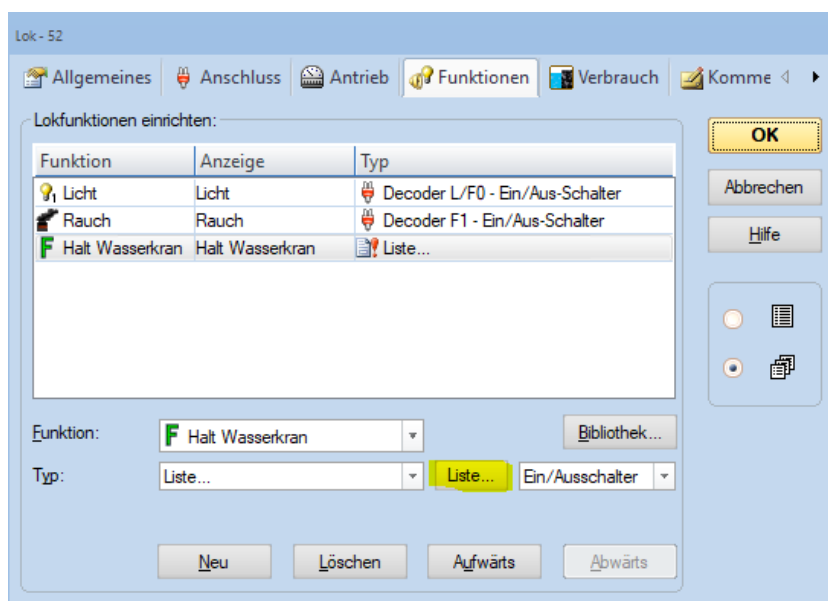 Lok - 52
Allgemeines Anschluss Antrieb Funktionen Verbrauch Komme
Lokfunktionen einrichten:
OK
Funktion Anzeige Typ
Licht Licht Decoder L/F0 - Ein/Aus-Schalter
Abbrechen
Rauch Rauch Decoder F1 - Ein/Aus-Schalter
F Halt Wasserkran Halt Wasserkran Liste...
Hilfe
Funktion: F Halt Wasserkran Bibliothek...
Typ: Liste... Liste... Ein/Ausschalter
Neu Löschen Aufwärts Abwärts